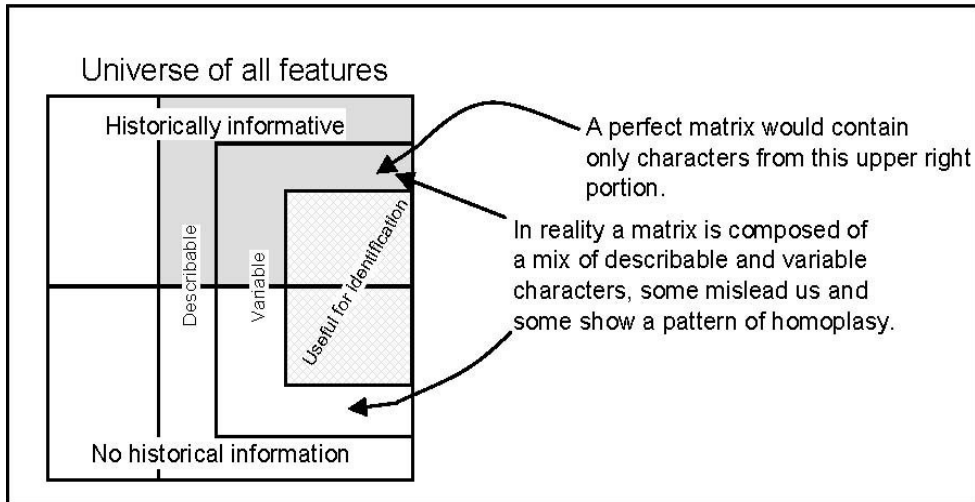 Universe of all features
Historically informative
A perfect matrix would contain
only characters from this upper right
portion.
In reality a matrix is composed of
a mix of describable and variable
characters, some mislead us and
some show a pattern of homoplasy.
Describable
Variable
Useful for identification
No historical information